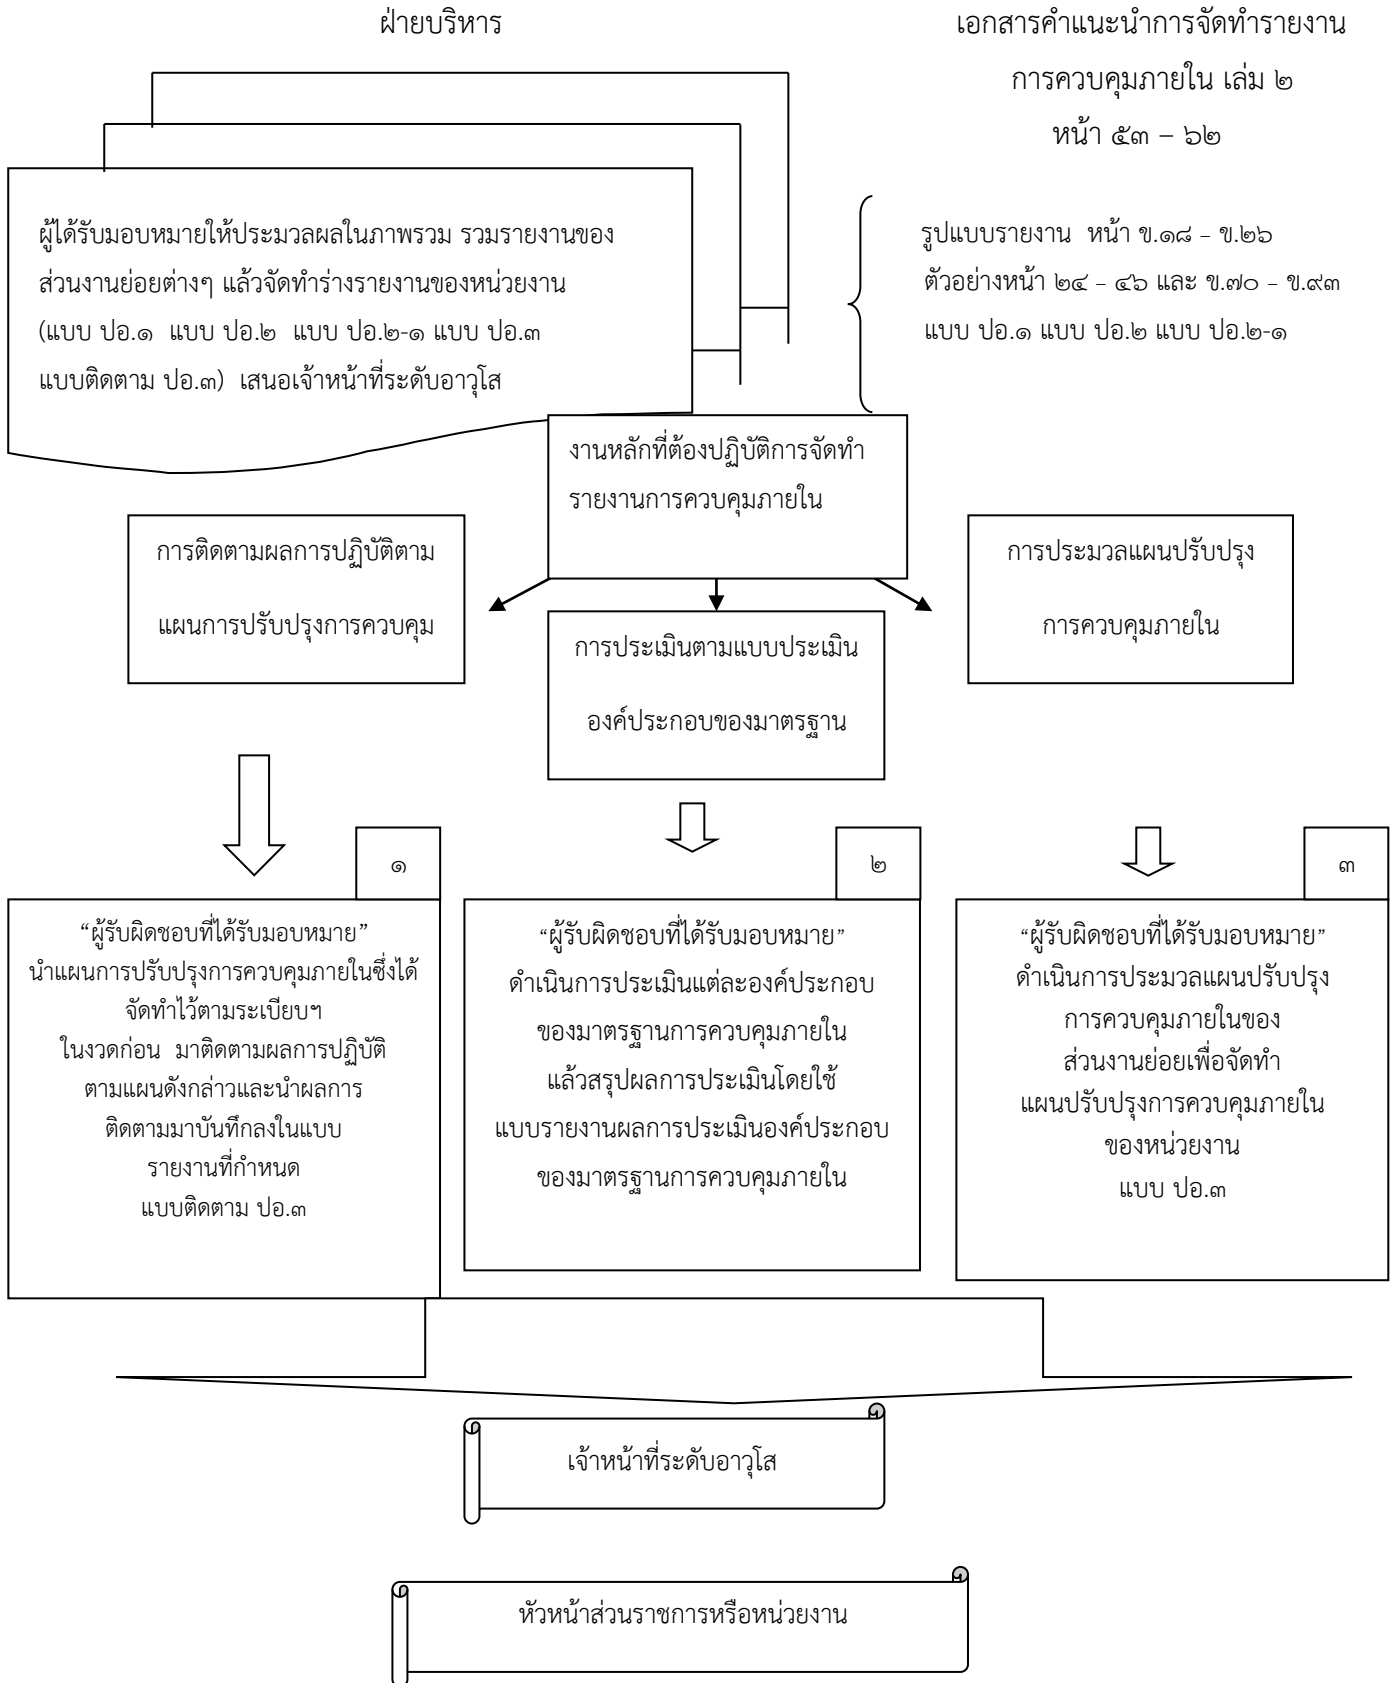 ฝ่ายบริหาร
เอกสารคำแนะนำการจัดทำรายงาน
การควบคุมภายใน เล่ม ๒
หน้า ๕๓ – ๖๒
ผู้ได้รับมอบหมายให้ประมวลผลในภาพรวม รวมรายงานของ
ส่วนงานย่อยต่างๆ แล้วจัดทำร่างรายงานของหน่วยงาน
(แบบ ปอ.๑ แบบ ปอ.๒ แบบ ปอ.๒-๑ แบบ ปอ.๓
แบบติดตาม ปอ.๓) เสนอเจ้าหน้าที่ระดับอาวุโส
รูปแบบรายงาน หน้า ข.๑๘ - ข.๒๖
ตัวอย่างหน้า ๒๔ - ๔๖ และ ข.๗๐ - ข.๙๓
แบบ ปอ.๑ แบบ ปอ.๒ แบบ ปอ.๒-๑
งานหลักที่ต้องปฏิบัติการจัดทำ
รายงานการควบคุมภายใน
การติดตามผลการปฏิบัติตาม
แผนการปรับปรุงการควบคุม
การประเมินตามแบบประเมิน
องค์ประกอบของมาตรฐาน
การประมวลแผนปรับปรุง
การควบคุมภายใน
๑
“ผู้รับผิดชอบที่ได้รับมอบหมาย”
นำแผนการปรับปรุงการควบคุมภายในซึ่งได้
จัดทำไว้ตามระเบียบฯ
ในงวดก่อน มาติดตามผลการปฏิบัติ
ตามแผนดังกล่าวและนำผลการ
ติดตามมาบันทึกลงในแบบ
รายงานที่กำหนด
แบบติดตาม ปอ.๓
๒
“ผู้รับผิดชอบที่ได้รับมอบหมาย”
ดำเนินการประเมินแต่ละองค์ประกอบ
ของมาตรฐานการควบคุมภายใน
แล้วสรุปผลการประเมินโดยใช้
แบบรายงานผลการประเมินองค์ประกอบ
ของมาตรฐานการควบคุมภายใน
๓
“ผู้รับผิดชอบที่ได้รับมอบหมาย”
ดำเนินการประมวลแผนปรับปรุง
การควบคุมภายในของ
ส่วนงานย่อยเพื่อจัดทำ
แผนปรับปรุงการควบคุมภายใน
ของหน่วยงาน
แบบ ปอ.๓
เจ้าหน้าที่ระดับอาวุโส
หัวหน้าส่วนราชการหรือหน่วยงาน